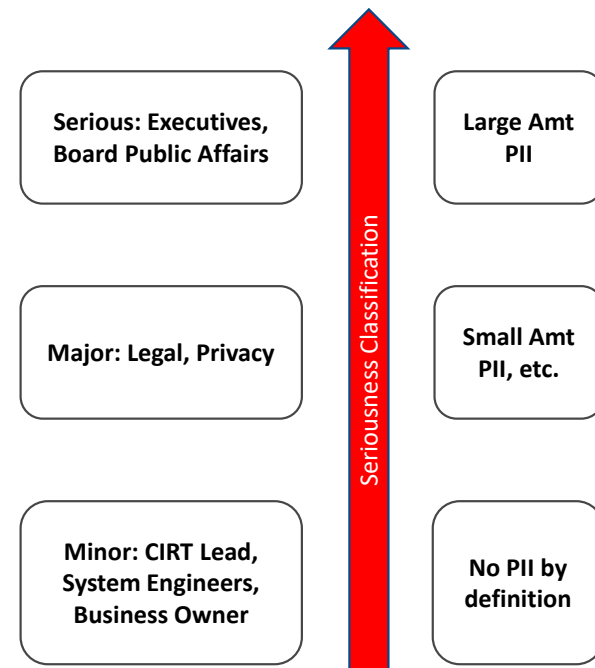 Serious: Executives,
Board Public Affairs
Large Amt
PII
Seriousness Classification
Major: Legal, Privacy
Small Amt
PII, etc.
Minor: CIRT Lead,
System Engineers,
Business Owner
No PII by
definition